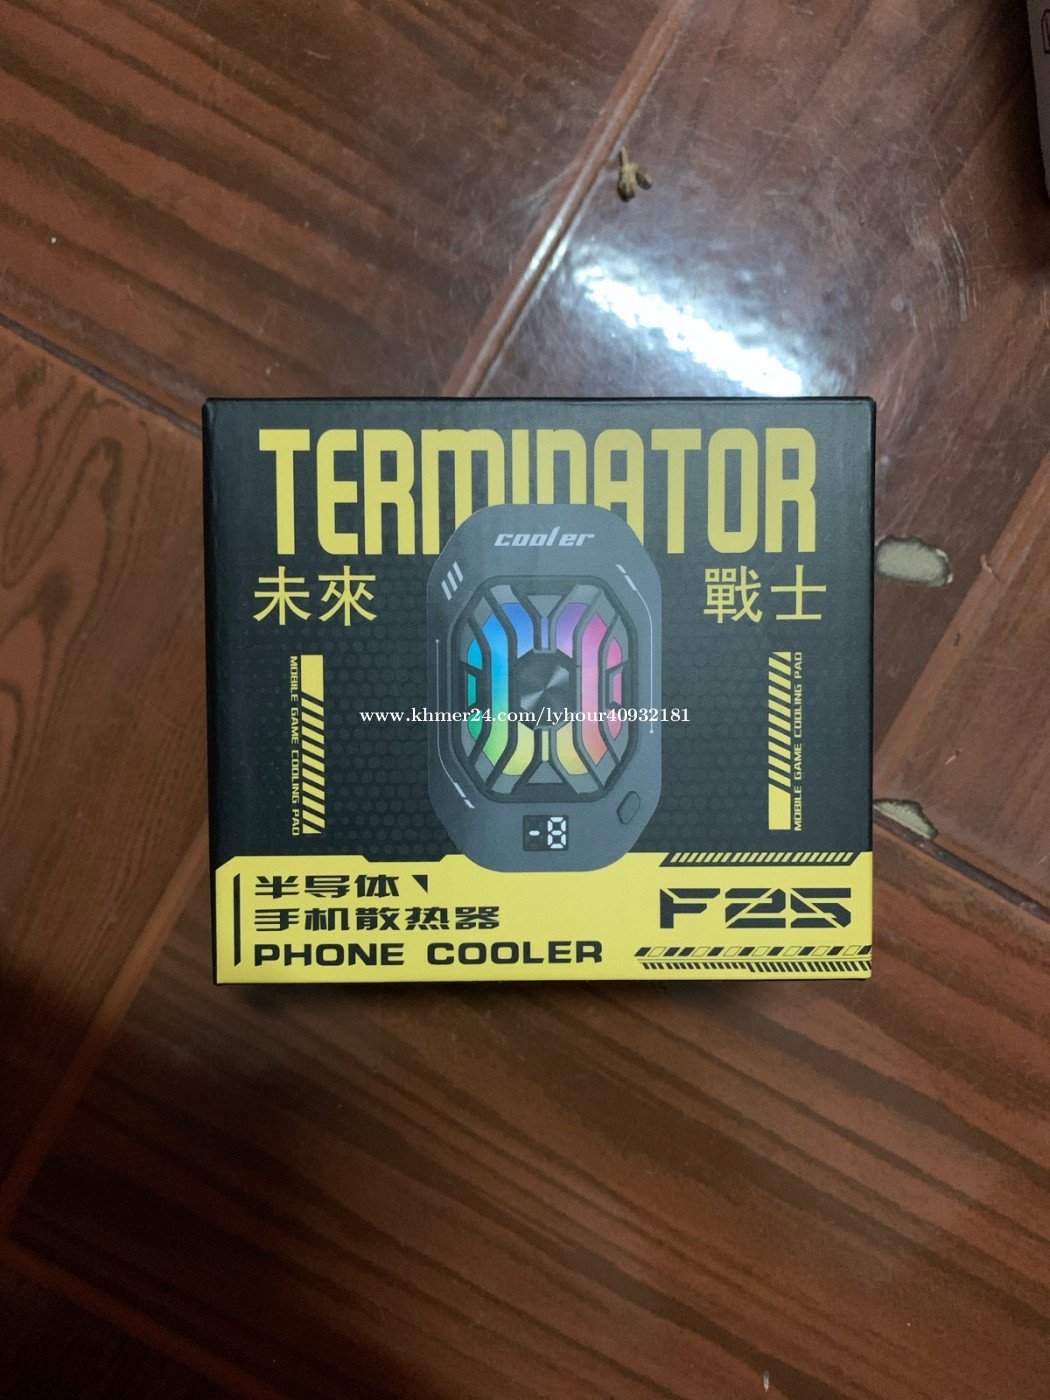 TERMINATOR
cooler
未來 戰士
MOBILE GAME COOLING PAD
MOBILE GAME COOLING PAD
www.khmer24.com/lyhour40932181
-8
半导体
手机散热器
PHONE COOLER
F25